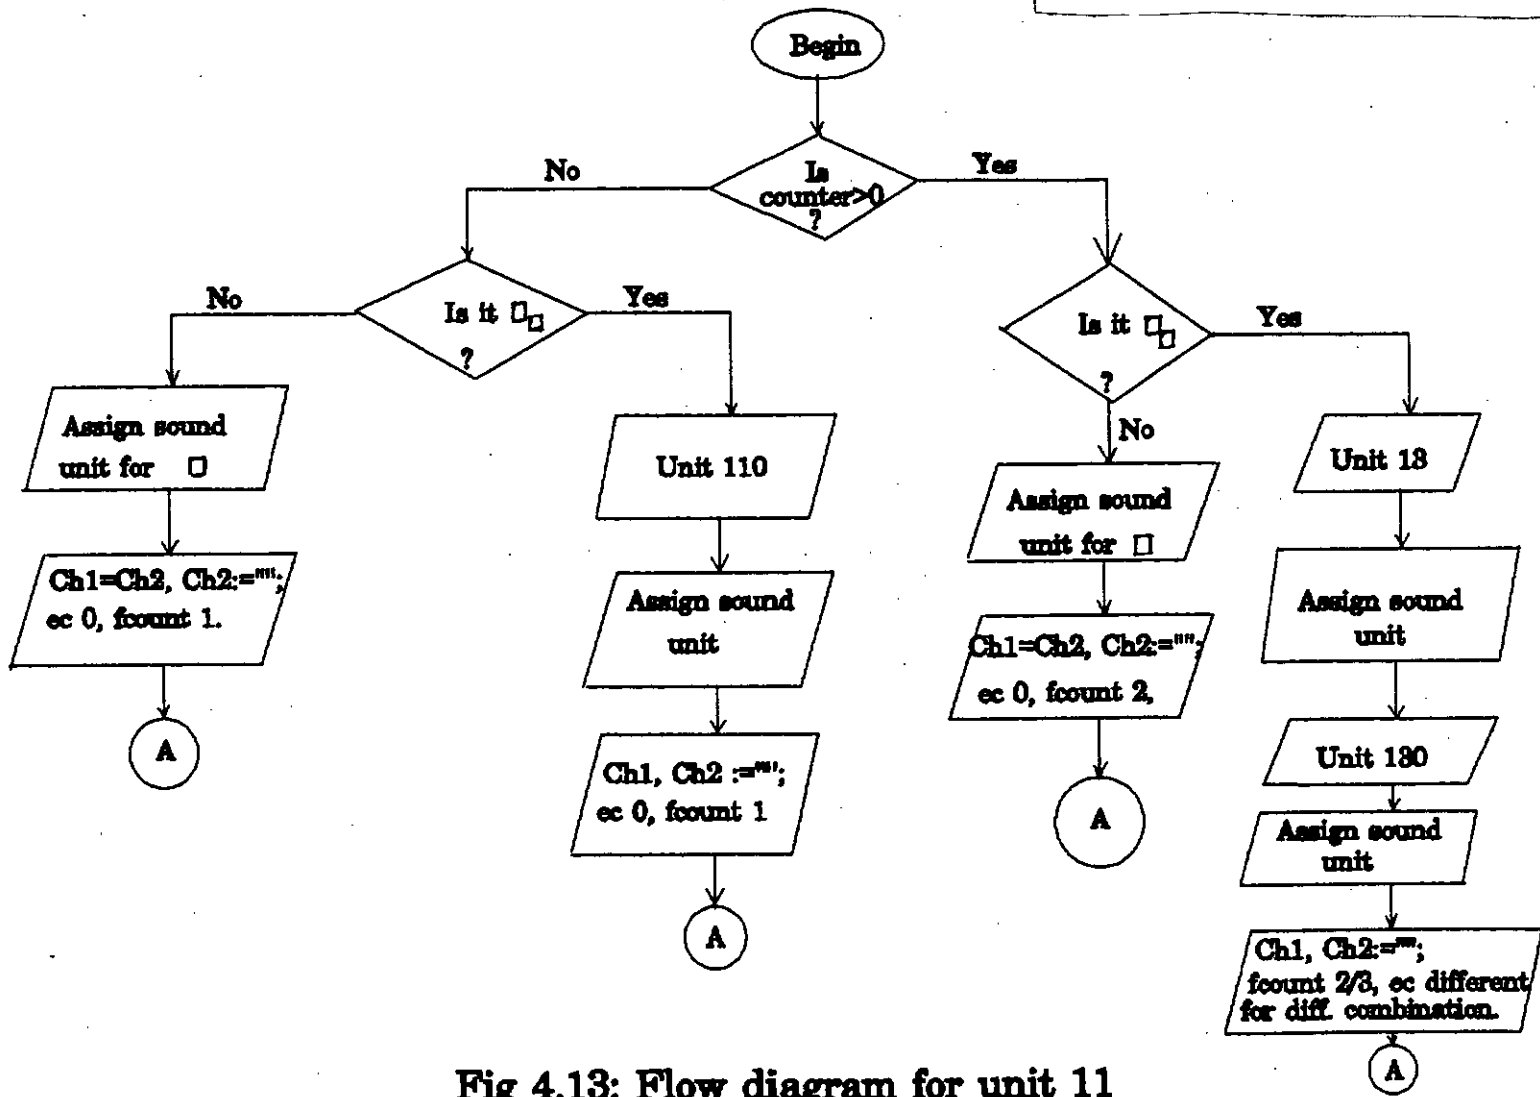 Begin
Is
counter>0
?
No
Yes
Is it
?
No
Yes
Is it
?
Yes
No
Assign sound
unit for
Ch1=Ch2, Ch2:="";
ec 0, fcount 1.
A
Unit 110
Assign sound
unit
Ch1, Ch2 :="";
ec 0, fcount 1
A
Assign sound
unit for
Ch1=Ch2, Ch2:="";
ec 0, fcount 2,
A
Unit 13
Assign sound
unit
Unit 130
Assign sound
unit
Ch1, Ch2:="";
fcount 2/3, ec different
for diff. combination.
A
Fig 4.13: Flow diagram for unit 11